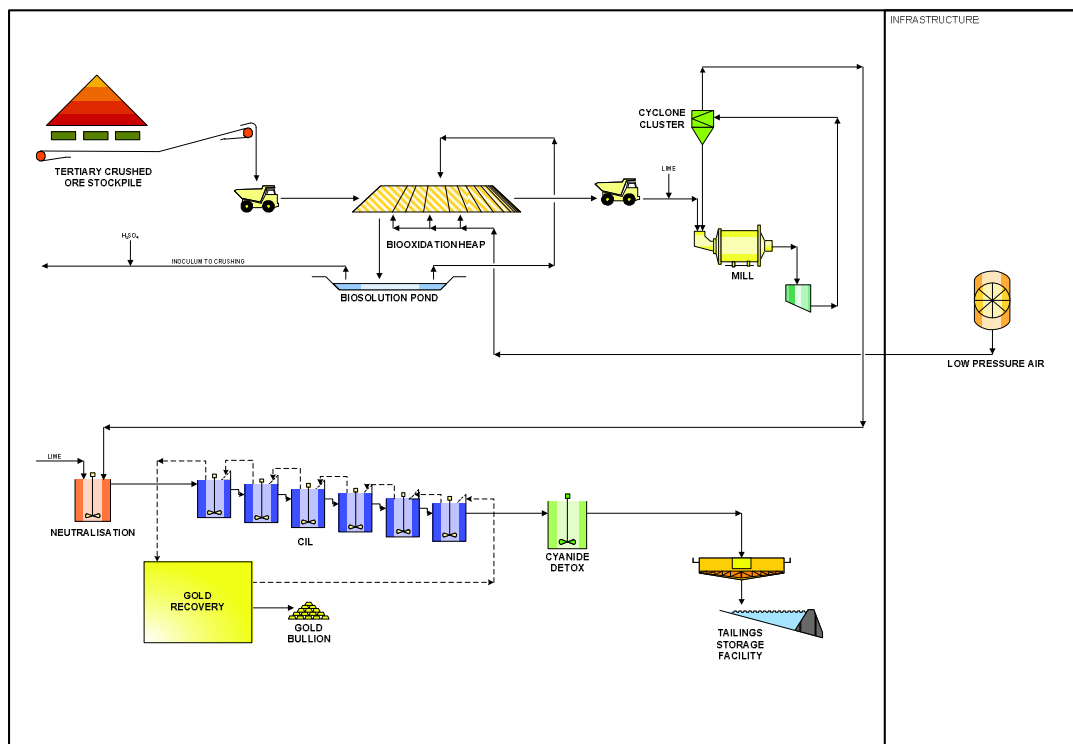 INFRASTRUCTURE
CYCLONE
CLUSTER
TERTIARY CRUSHED
ORE STOCKPILE
LIME
H₂SO₄
BIOOXIDATION HEAP
INOCULUM TO CRUSHING
MILL
BIOSOLUTION POND
LOW PRESSURE AIR
LIME
NEUTRALISATION
CIL
CYANIDE
DETOX
GOLD
RECOVERY
GOLD
BULLION
TAILINGS
STORAGE
FACILITY